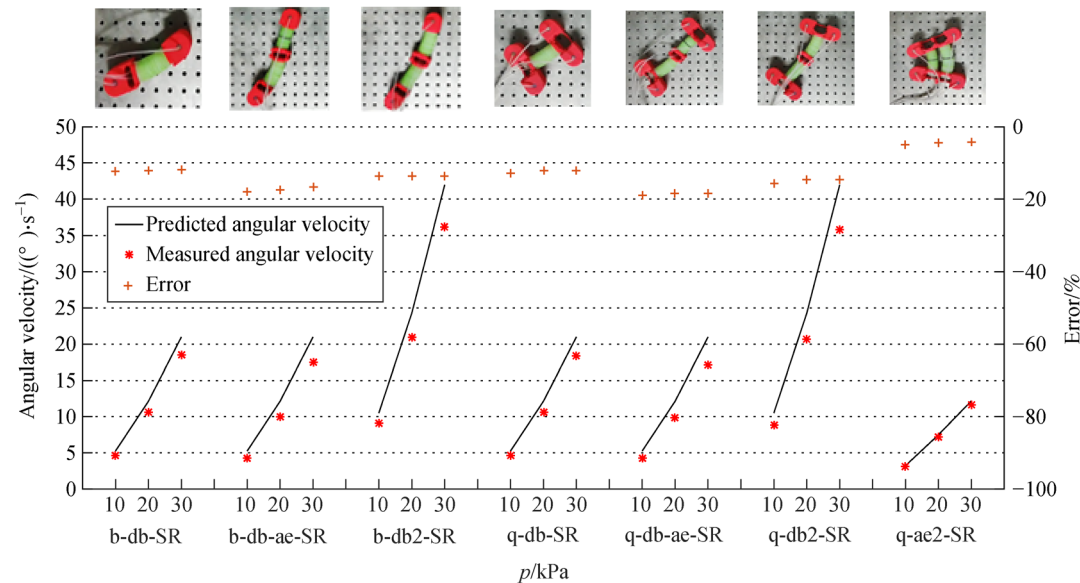 50
45
40
35
30
25
20
15
10
5
0
Angular velocity/((°)·s⁻¹)
Predicted angular velocity
Measured angular velocity
Error
0
−20
−40
−60
−80
−100
Error/%
10 20 30 10 20 30 10 20 30 10 20 30 10 20 30 10 20 30 10 20 30
b-db-SR b-db-ae-SR b-db2-SR q-db-SR q-db-ae-SR q-db2-SR q-ae2-SR
p/kPa